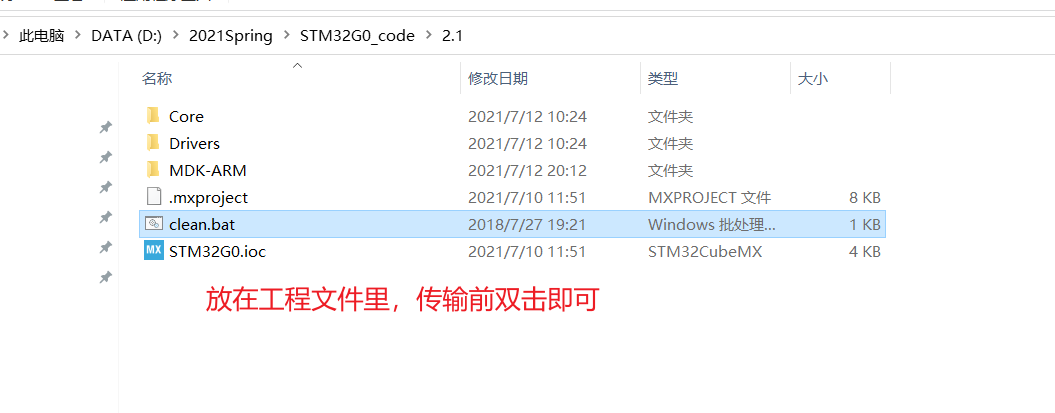 此电脑 > DATA (D:) > 2021Spring > STM32G0_code > 2.1
名称 修改日期 类型 大小
Core 2021/7/12 10:24 文件夹
Drivers 2021/7/12 10:24 文件夹
MDK-ARM 2021/7/12 20:12 文件夹
.mxproject 2021/7/10 11:51 MXPROJECT 文件 8 KB
clean.bat 2018/7/27 19:21 Windows 批处理... 1 KB
MX STM32G0.ioc 2021/7/10 11:51 STM32CubeMX 4 KB
放在工程文件里，传输前双击即可